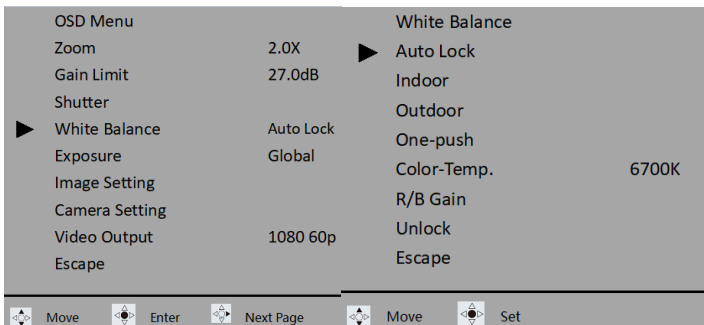 OSD Menu
Zoom 2.0X
Gain Limit 27.0dB
Shutter
White Balance Auto Lock
Exposure Global
Image Setting
Camera Setting
Video Output 1080 60p
Escape
Move Enter Next Page
White Balance
Auto Lock
Indoor
Outdoor
One-push
Color-Temp. 6700K
R/B Gain
Unlock
Escape
Move Set